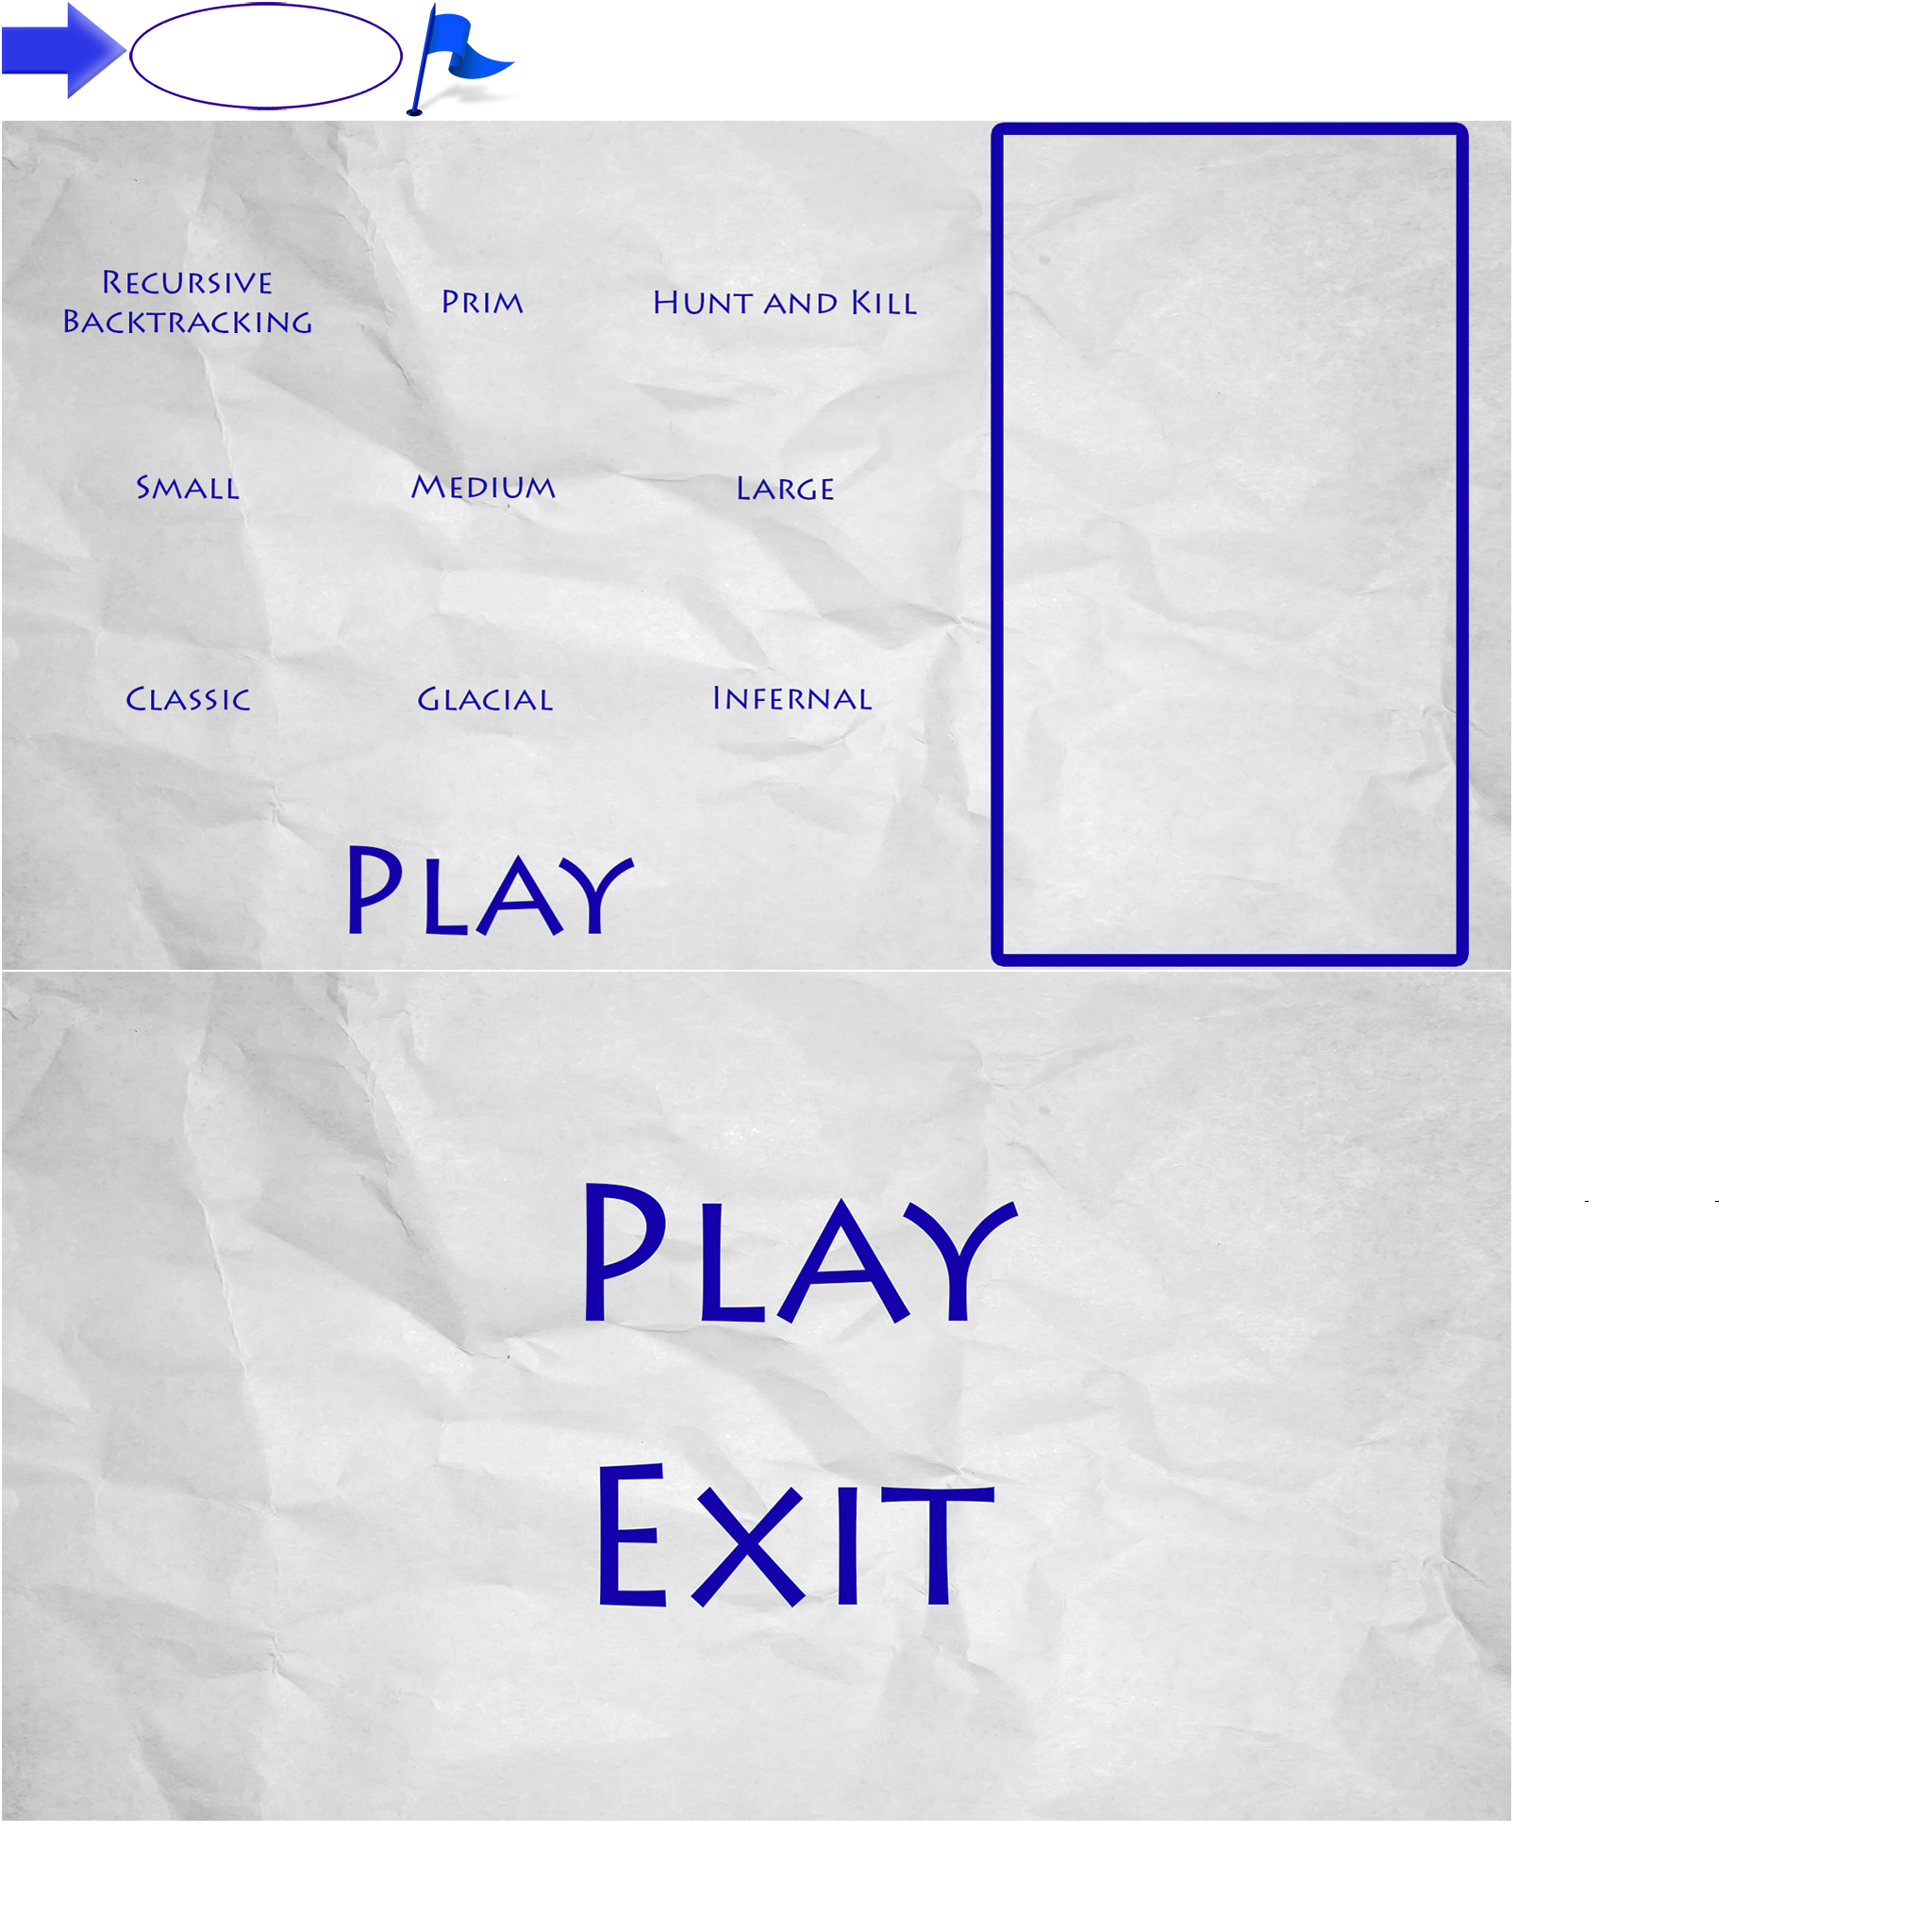 Recursive
Backtracking
Prim
Hunt and Kill
Small
Medium
Large
Classic
Glacial
Infernal
Play
Play
Exit